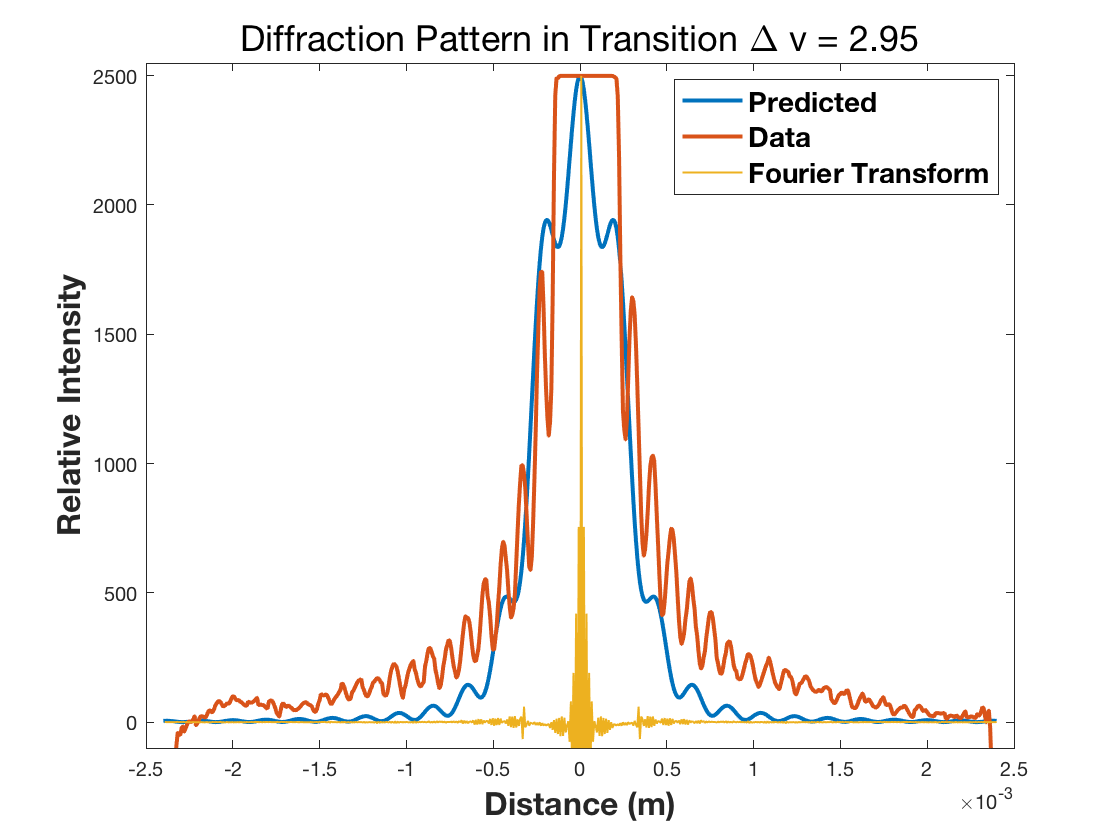 Diffraction Pattern in Transition Δ v = 2.95
2500
2000
1500
1000
500
0
Relative Intensity
Predicted
Data
Fourier Transform
-2.5 -2 -1.5 -1 -0.5 0 0.5 1 1.5 2 2.5
Distance (m)
×10-3